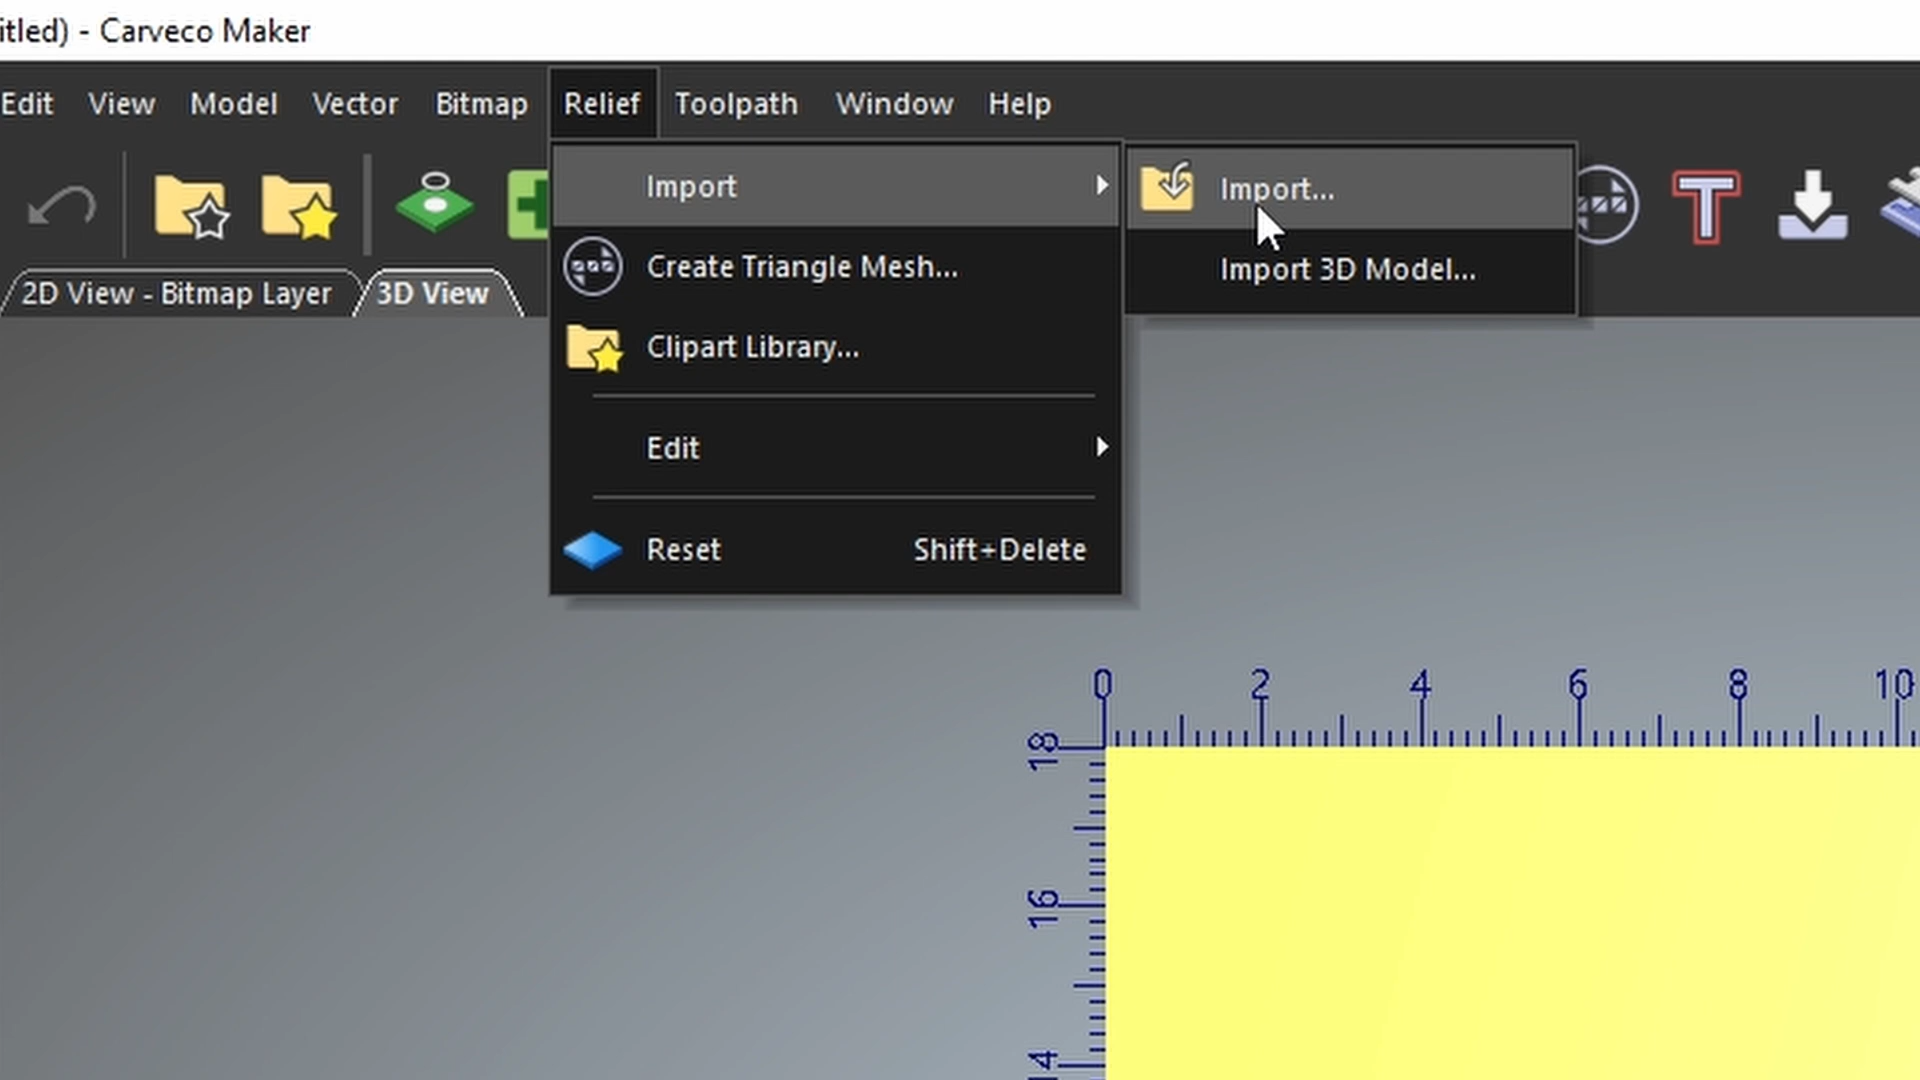 itled) - Carveco Maker
Edit View Model Vector Bitmap Relief Toolpath Window Help
Import
Import...
Create Triangle Mesh...
Import 3D Model...
2D View - Bitmap Layer
3D View
Clipart Library...
Edit
Reset Shift+Delete
0 2 4 6 8 10
18
16
14